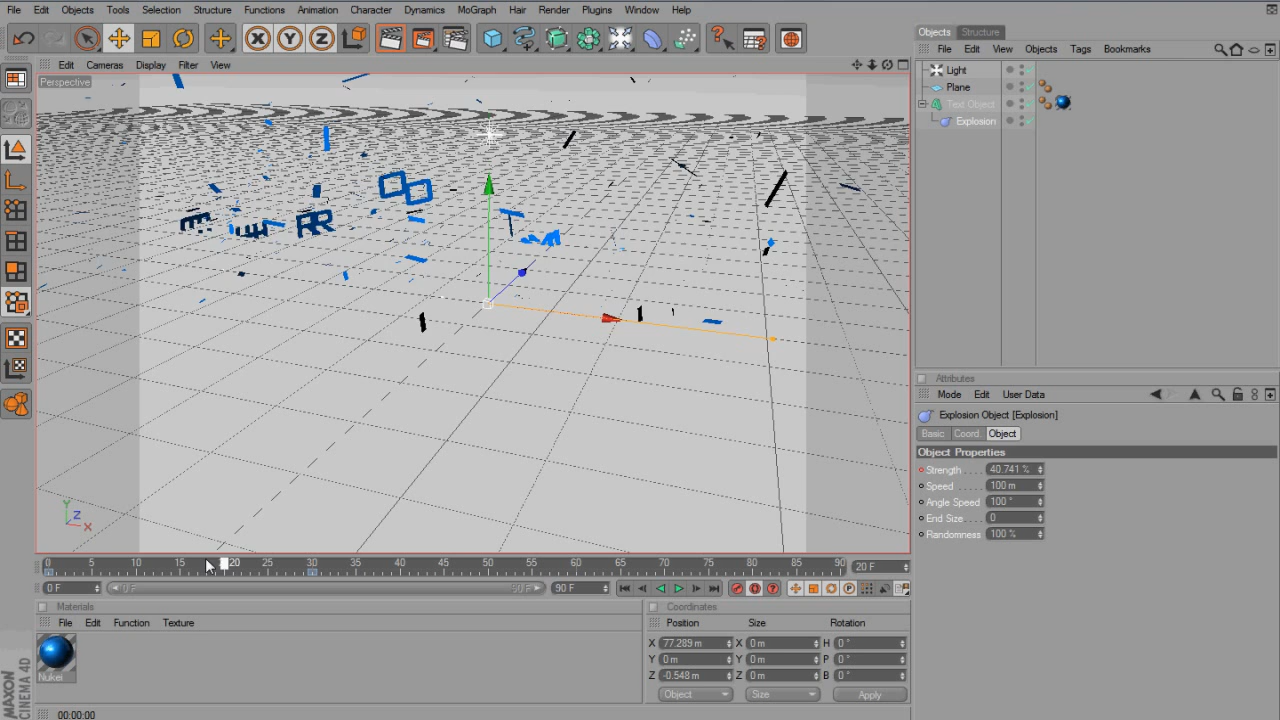 File Edit Objects Tools Selection Structure Functions Animation Character Dynamics MoGraph Hair Render Plugins Window Help
Edit Cameras Display Filter View
Perspective
Y
Z
X
0 5 10 15 20 25 30 35 40 45 50 55 60 65 70 75 80 85 90
20 F
0 F
0 F
90 F
90 F
Materials
File Edit Function Texture
Nukei
MAXON
CINEMA 4D
00:00:00
Coordinates
Position Size Rotation
X 77.289 m X 0 m H 0 °
Y 0 m Y 0 m P 0 °
Z -0.548 m Z 0 m B 0 °
Object Size Apply
Objects Structure
File Edit View Objects Tags Bookmarks
Light
Plane
Text Object
Explosion
Attributes
Mode Edit User Data
Explosion Object [Explosion]
Basic Coord. Object
Object Properties
Strength 40.741 %
Speed 100 m
Angle Speed 100 °
End Size 0
Randomness 100 %